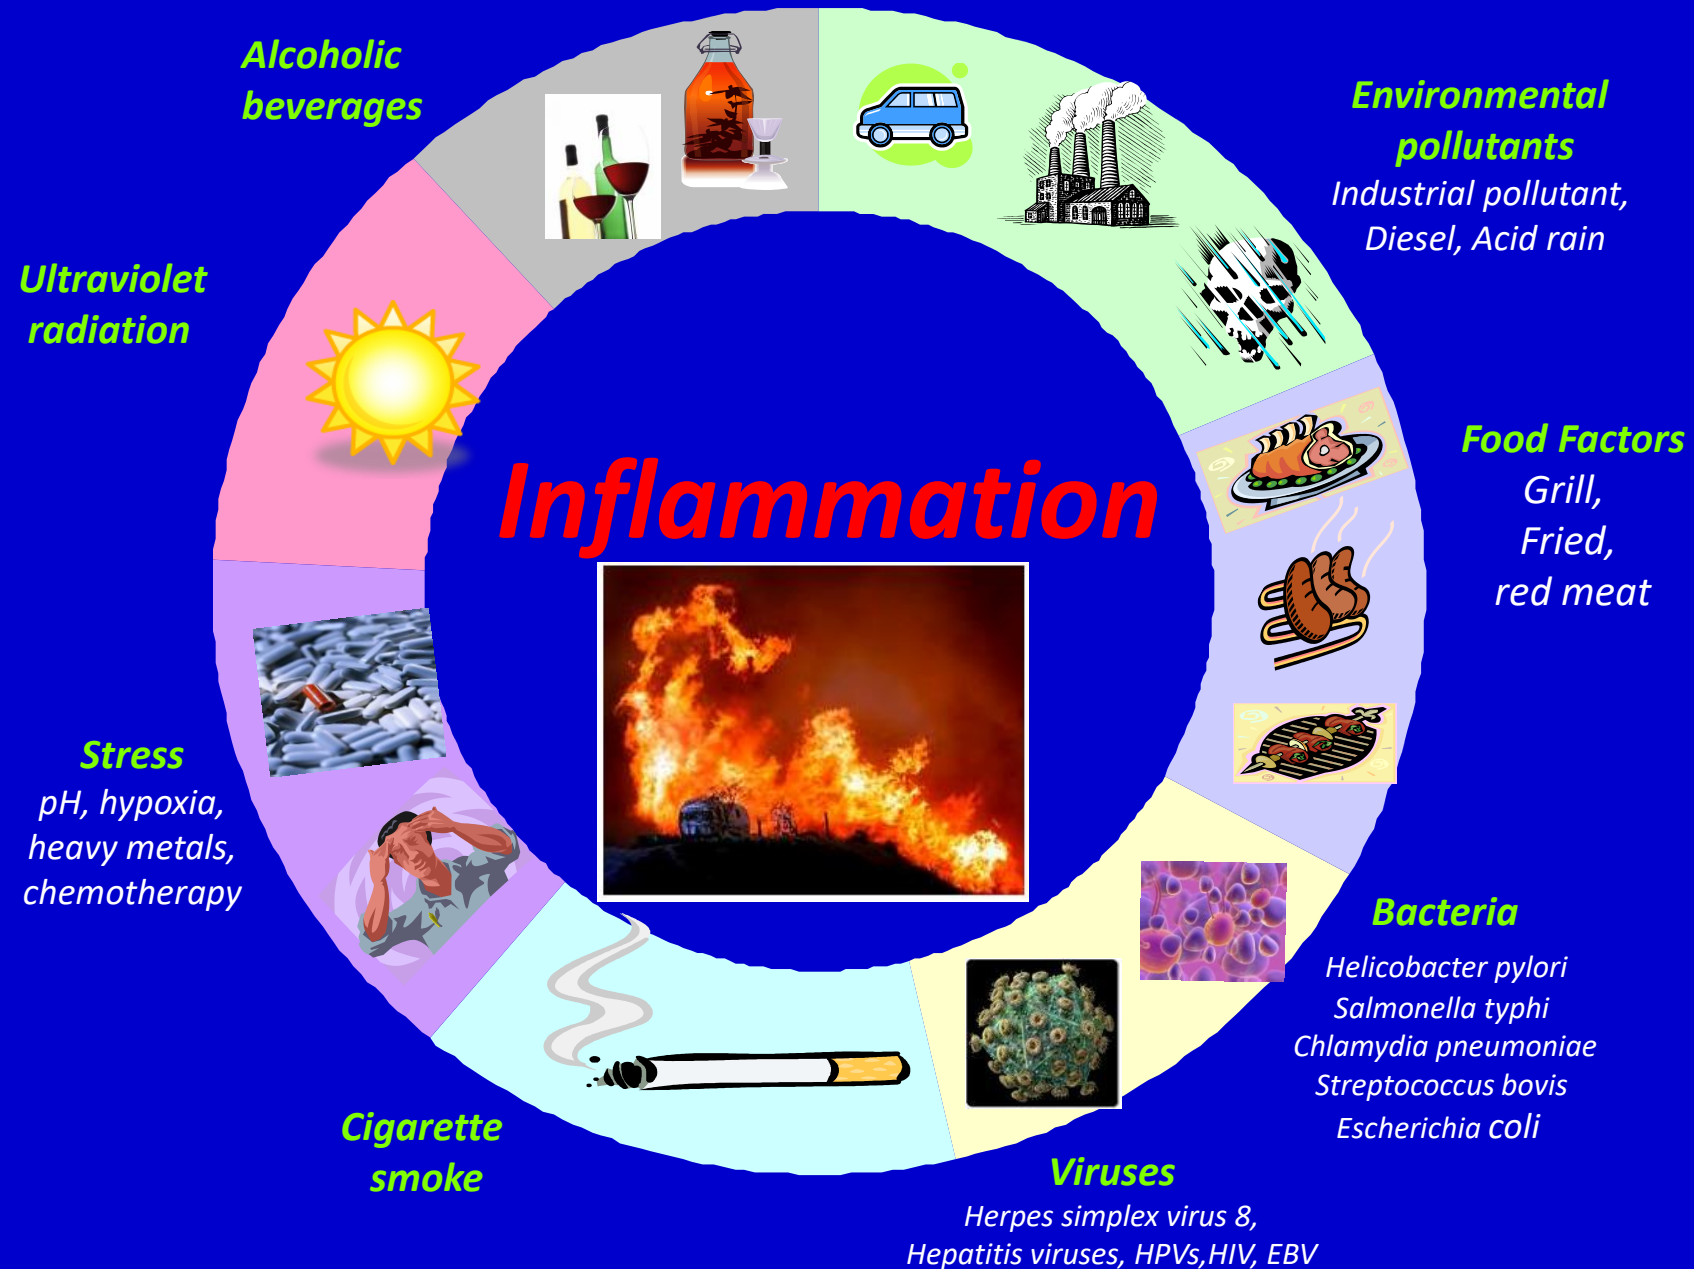 Alcoholic
beverages
Environmental
pollutants
Industrial pollutant,
Diesel, Acid rain
Ultraviolet
radiation
Food Factors
Grill,
Fried,
red meat
Inflammation
Stress
pH, hypoxia,
heavy metals,
chemotherapy
Bacteria
Helicobacter pylori
Salmonella typhi
Chlamydia pneumoniae
Streptococcus bovis
Escherichia coli
Cigarette
smoke
Viruses
Herpes simplex virus 8,
Hepatitis viruses, HPVs,HIV, EBV